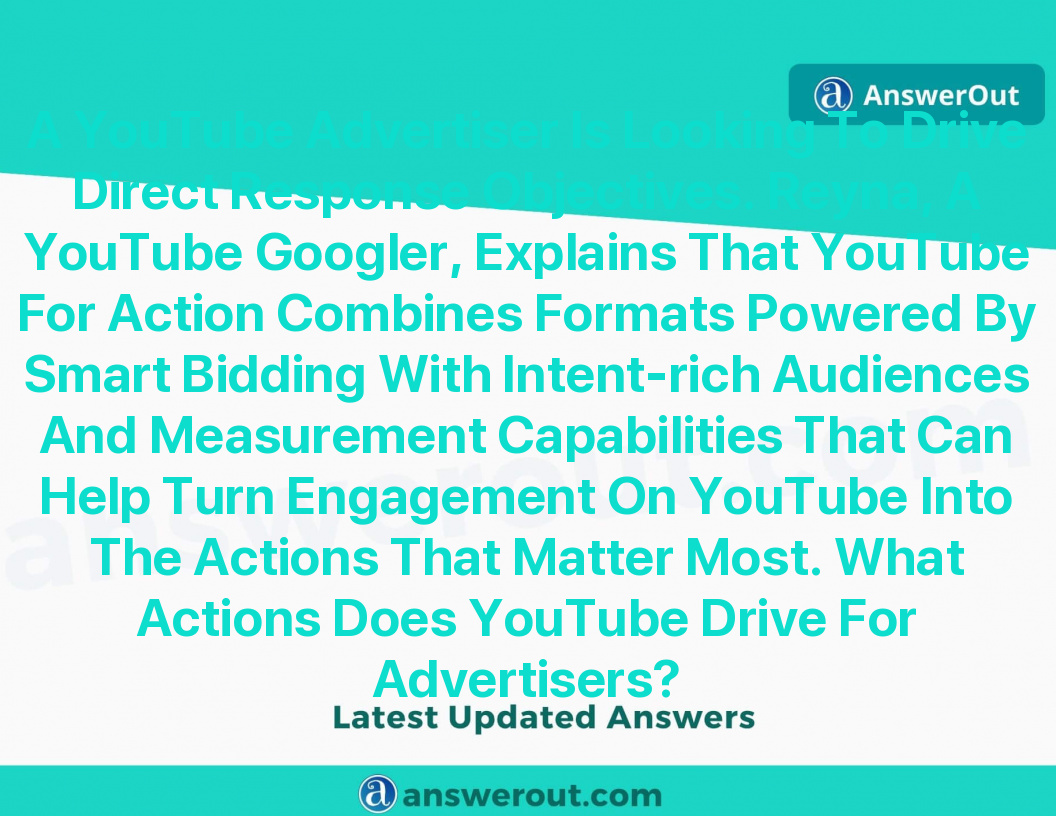 AnswerOut
A YouTube Advertiser Is Looking To Drive
Direct Response Objectives. Reyna, A
YouTube Googler, Explains That YouTube
For Action Combines Formats Powered By
Smart Bidding With Intent-rich Audiences
And Measurement Capabilities That Can
Help Turn Engagement On YouTube Into
The Actions That Matter Most. What
Actions Does YouTube Drive For
Advertisers?
answerout.com
Latest Updated Answers
a answerout.com